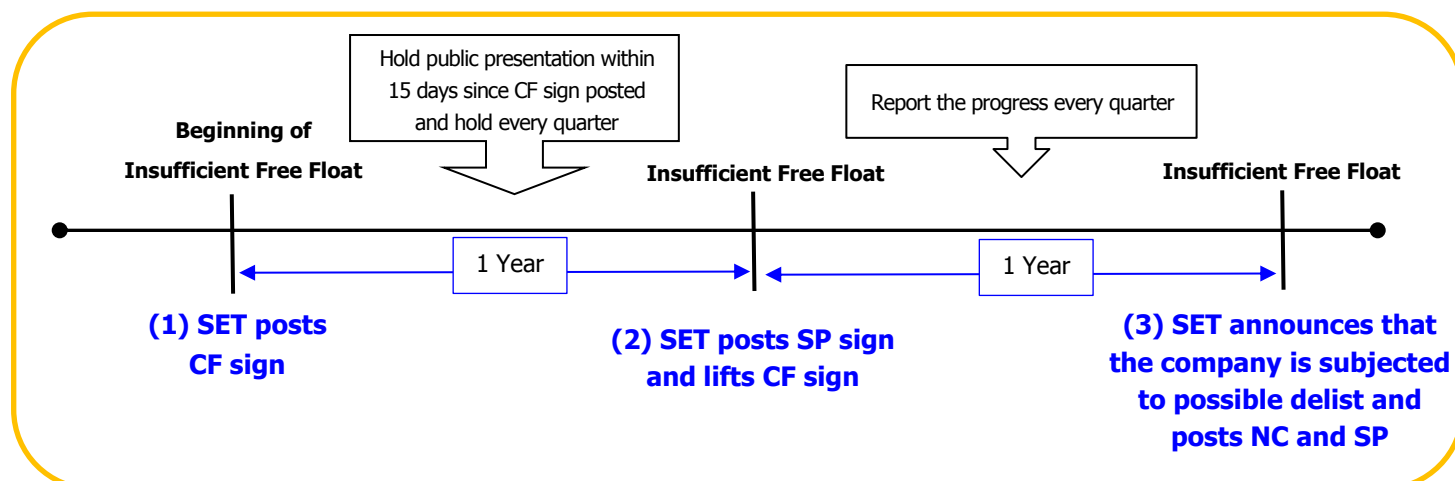 Hold public presentation within
15 days since CF sign posted
and hold every quarter
Report the progress every quarter
Beginning of
Insufficient Free Float
Insufficient Free Float
Insufficient Free Float
1 Year
1 Year
(1) SET posts
CF sign
(2) SET posts SP sign
and lifts CF sign
(3) SET announces that
the company is subjected
to possible delist and
posts NC and SP